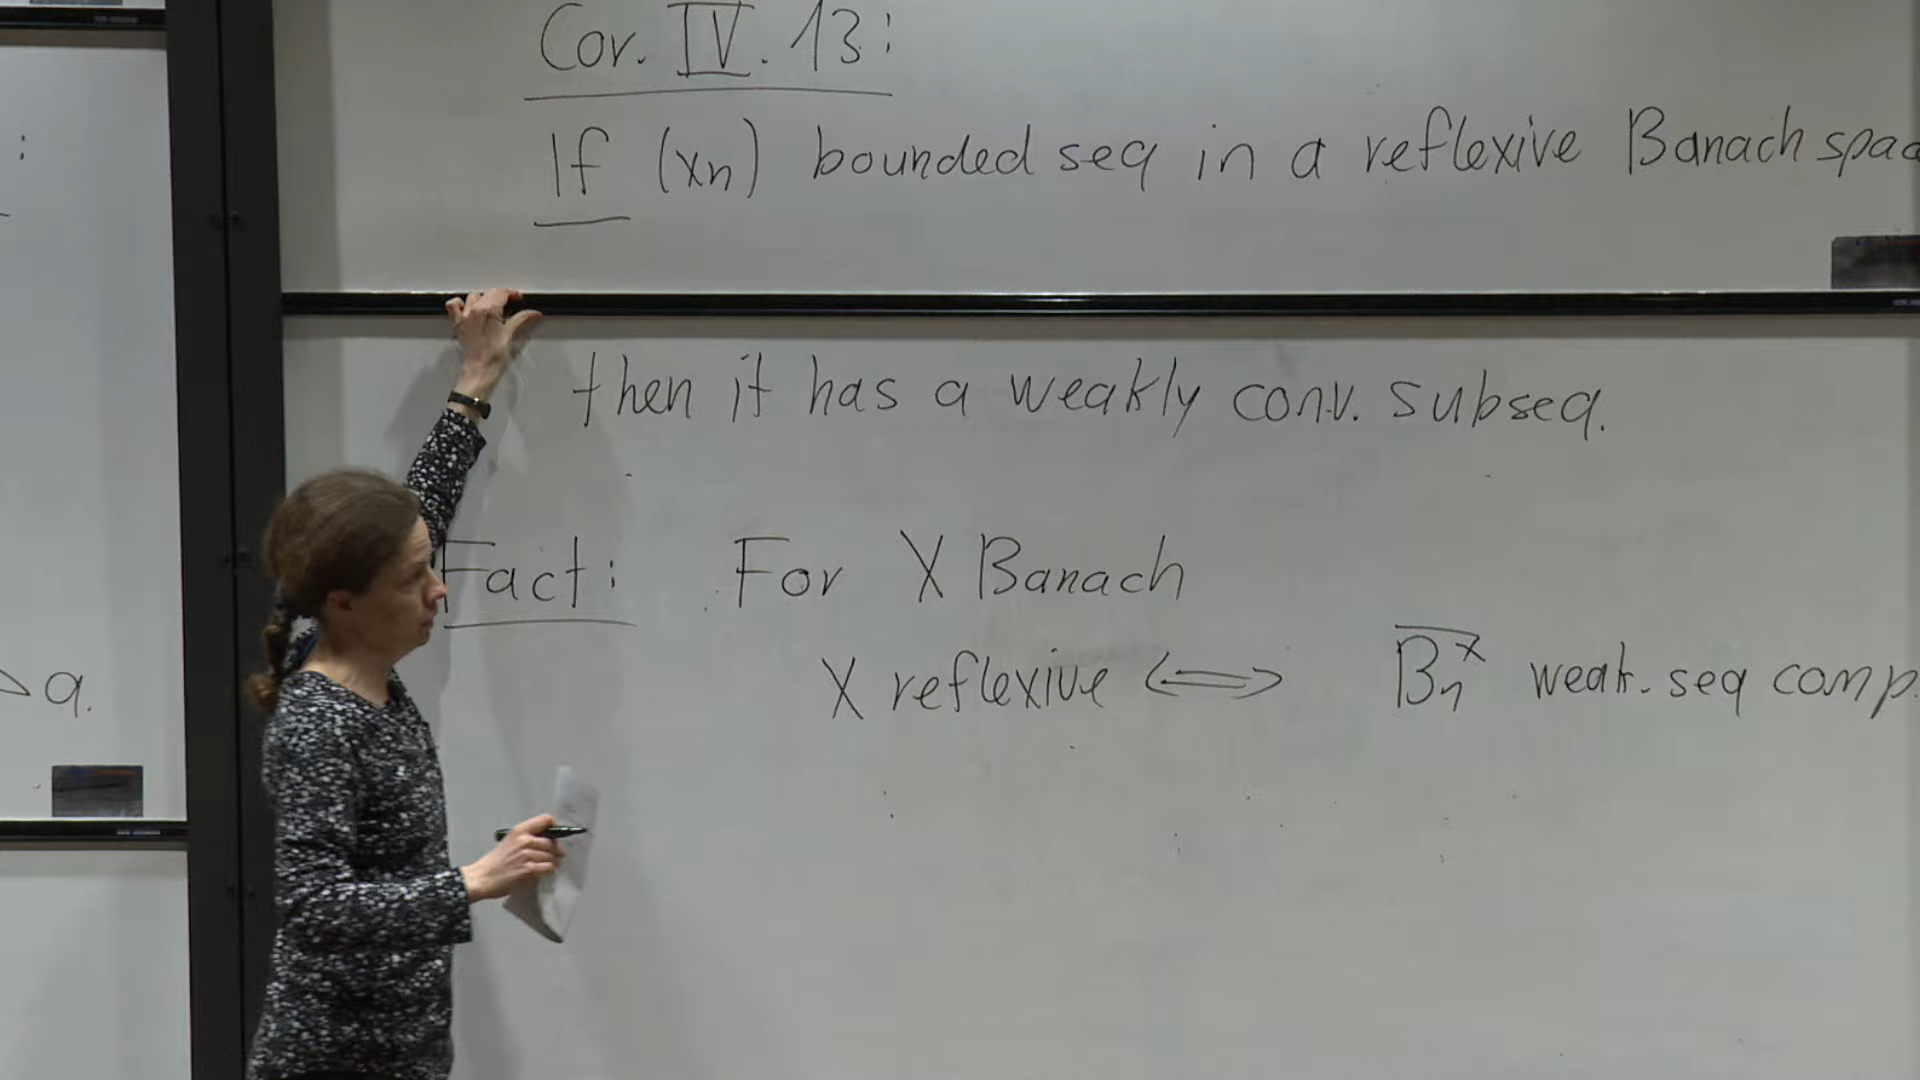 Cor. IV. 13:
If (xn) bounded seq in a reflexive Banach
then it has a weakly conv. subseq.
Fact: For X Banach
X reflexive <=> B̅₁ˣ weak. seq comp.
a.